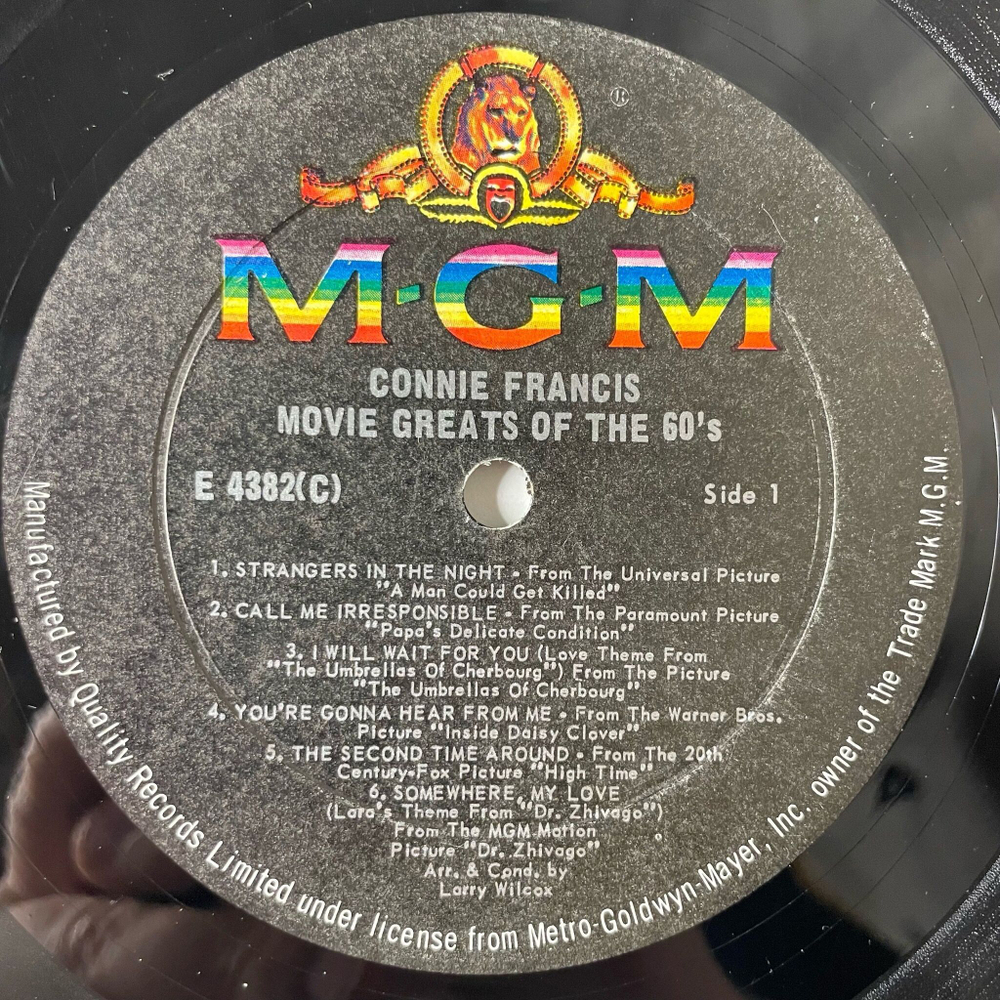 ®
M-G-M
CONNIE FRANCIS
MOVIE GREATS OF THE 60's
E 4382(C)
Side 1
1. STRANGERS IN THE NIGHT • From The Universal Picture
"A Man Could Get Killed"
2. CALL ME IRRESPONSIBLE • From The Paramount Picture
"Papa's Delicate Condition"
3. I WILL WAIT FOR YOU (Love Theme From
"The Umbrellas Of Cherbourg") From The Picture
"The Umbrellas Of Cherbourg"
4. YOU'RE GONNA HEAR FROM ME • From The Warner Bros.
Picture "Inside Daisy Clover"
5. THE SECOND TIME AROUND • From The 20th
Century-Fox Picture "High Time"
6. SOMEWHERE, MY LOVE
(Lara's Theme From "Dr. Zhivago")
From The MGM Motion
Picture "Dr. Zhivago"
Arr. & Cond. by
Larry Wilcox
Manufactured by Quality Records Limited under license from Metro-Goldwyn-Mayer, Inc. owner of the Trade Mark M.G.M.